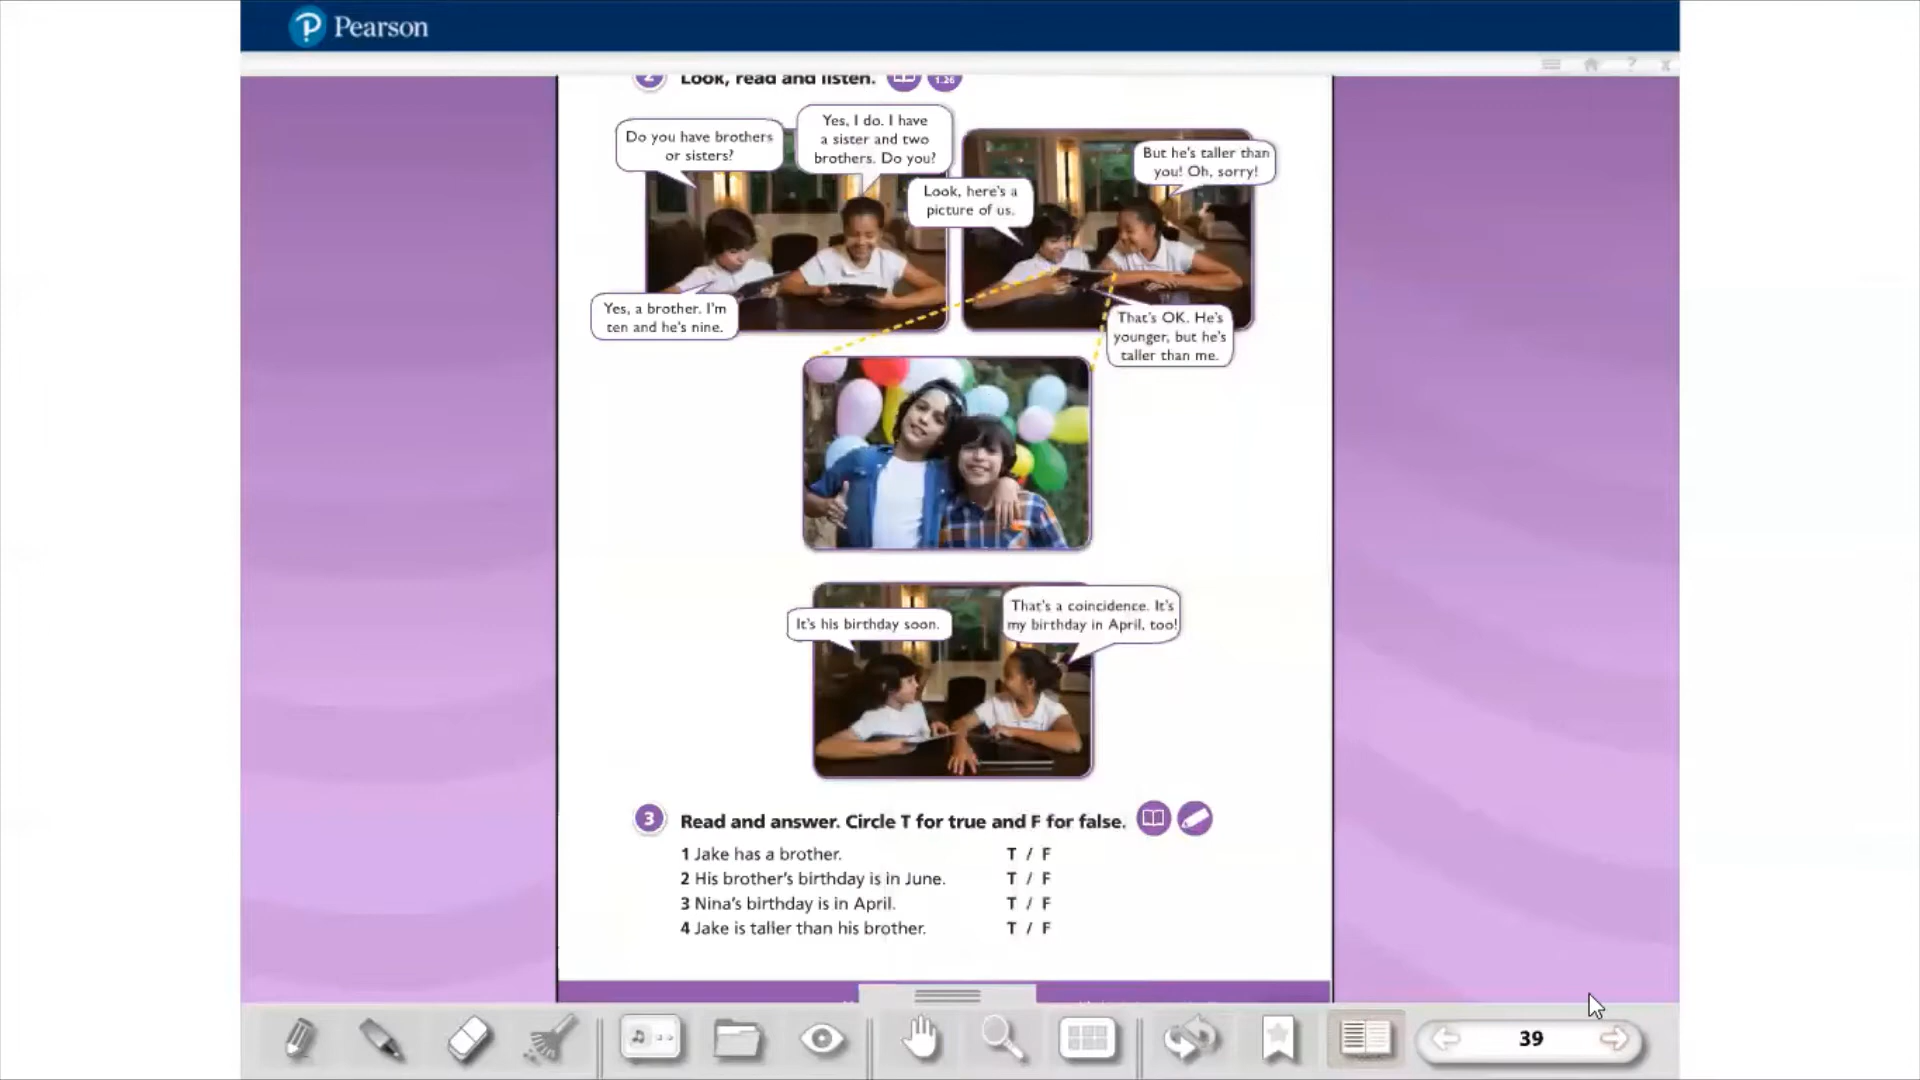 Pearson
2 Look, read and listen. 1.26
Do you have brothers
or sisters?
Yes, I do. I have
a sister and two
brothers. Do you?
Yes, a brother. I'm
ten and he's nine.
Look, here's a
picture of us.
But he's taller than
you! Oh, sorry!
That's OK. He's
younger, but he's
taller than me.
It's his birthday soon.
That's a coincidence. It's
my birthday in April, too!
3 Read and answer. Circle T for true and F for false.
1 Jake has a brother. T / F
2 His brother's birthday is in June. T / F
3 Nina's birthday is in April. T / F
4 Jake is taller than his brother. T / F
39